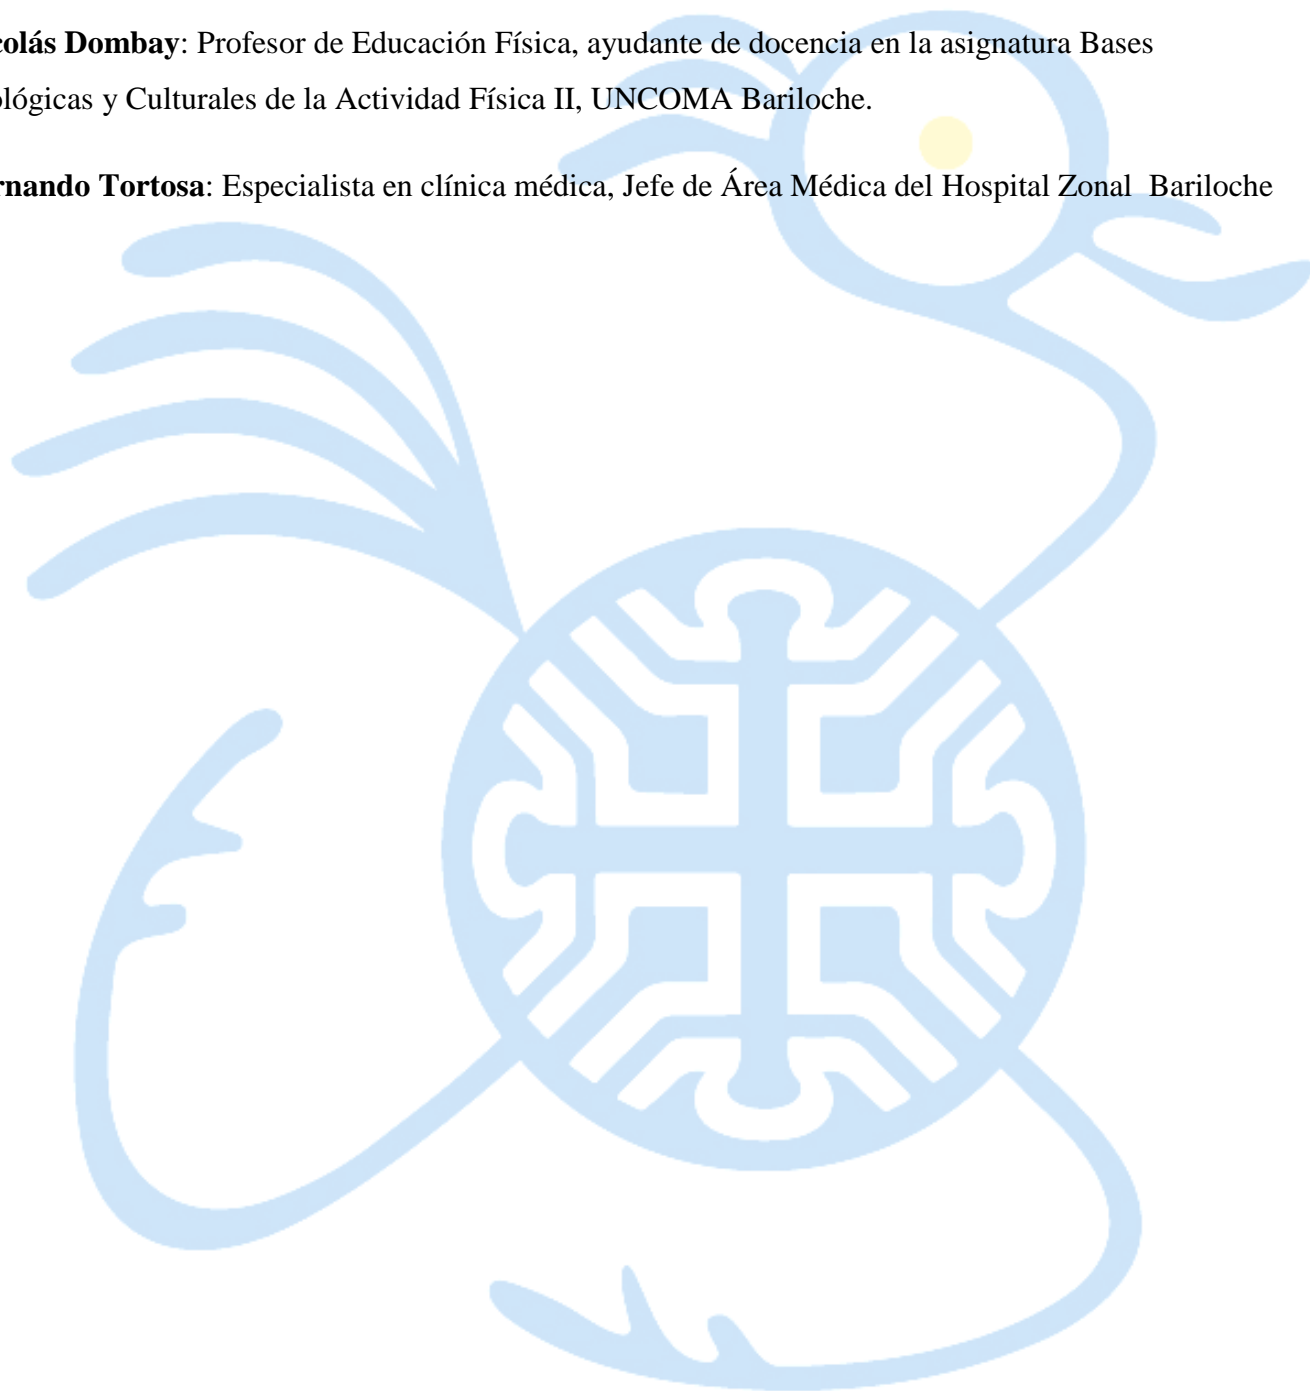 colás Dombay: Profesor de Educación Física, ayudante de docencia en la asignatura Bases
ológicas y Culturales de la Actividad Física II, UNCOMA Bariloche.
rnando Tortosa: Especialista en clínica médica, Jefe de Área Médica del Hospital Zonal  Bariloche